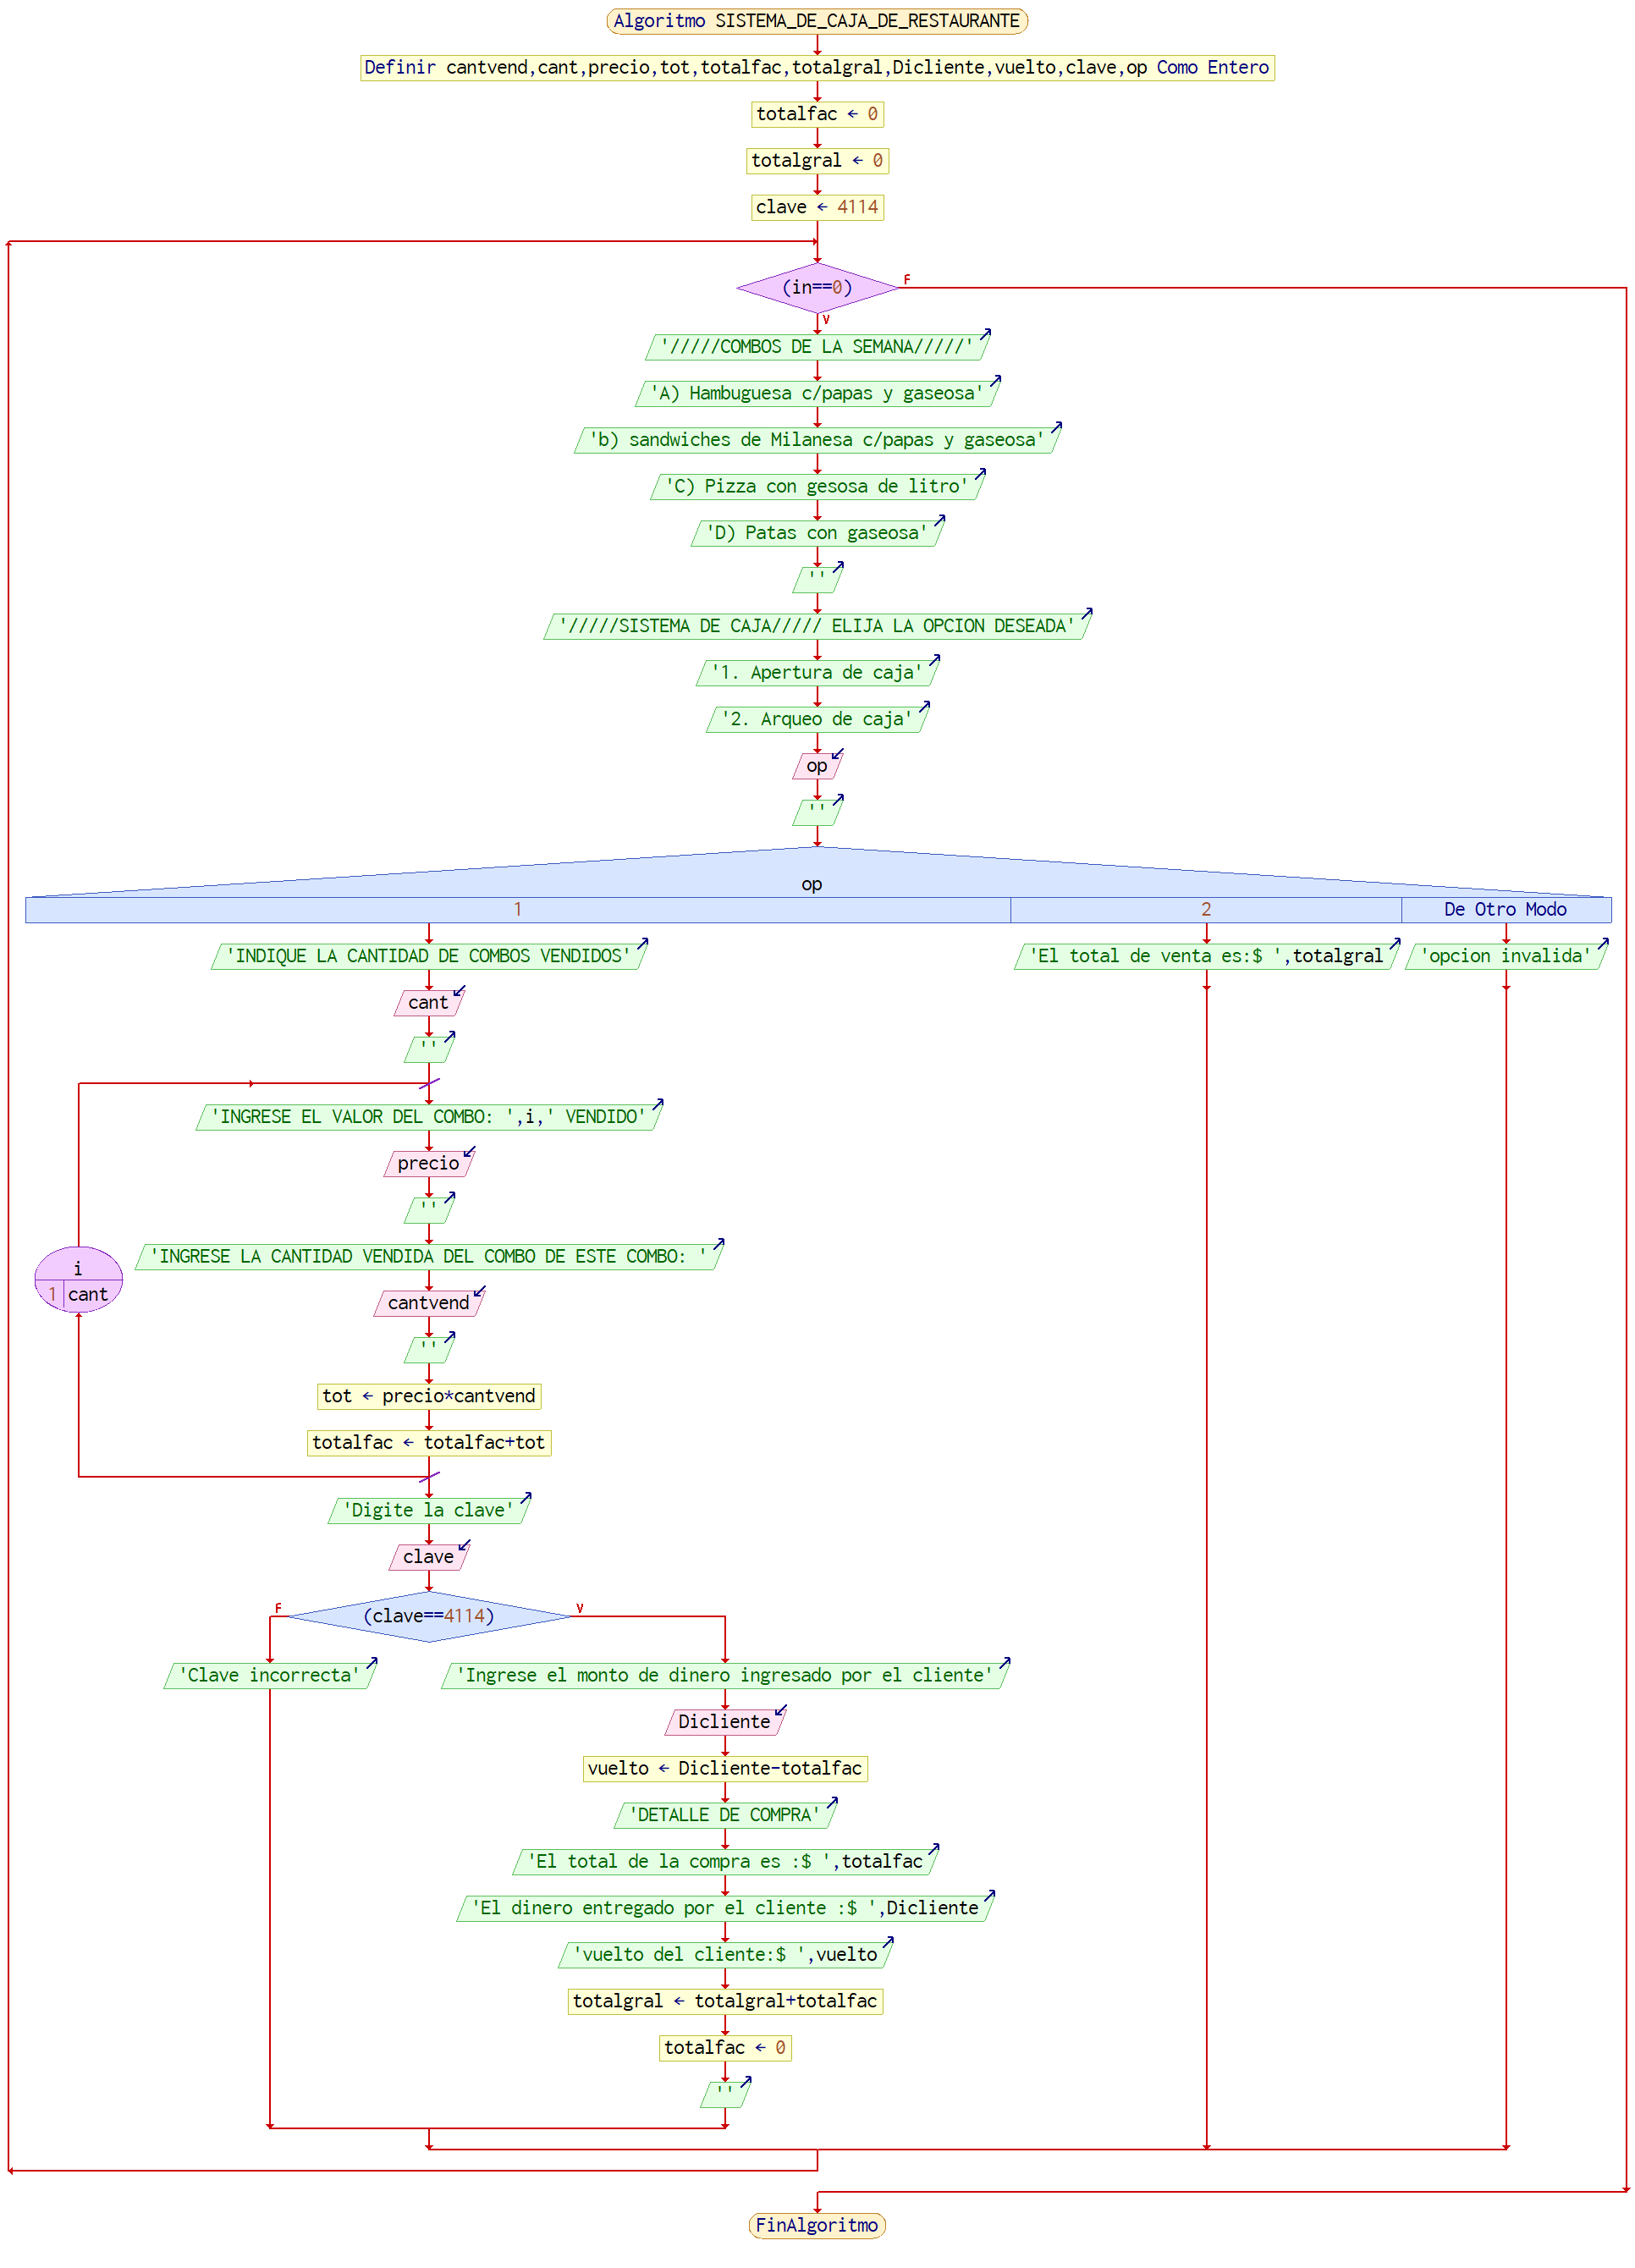 Algoritmo SISTEMA_DE_CAJA_DE_RESTAURANTE
Definir cantvend,cant,precio,tot,totalfac,totalgral,Dicliente,vuelto,clave,op Como Entero
totalfac ← 0
totalgral ← 0
clave ← 4114
(in==0)
F
V
'/////COMBOS DE LA SEMANA/////'
'A) Hambuguesa c/papas y gaseosa'
'b) sandwiches de Milanesa c/papas y gaseosa'
'C) Pizza con gesosa de litro'
'D) Patas con gaseosa'
''
'/////SISTEMA DE CAJA///// ELIJA LA OPCION DESEADA'
'1. Apertura de caja'
'2. Arqueo de caja'
op
''
op
1
2
De Otro Modo
'INDIQUE LA CANTIDAD DE COMBOS VENDIDOS'
'El total de venta es:$ ',totalgral
'opcion invalida'
cant
''
'INGRESE EL VALOR DEL COMBO: ',i,' VENDIDO'
precio
''
'INGRESE LA CANTIDAD VENDIDA DEL COMBO DE ESTE COMBO: '
i
1 cant
cantvend
''
tot ← precio*cantvend
totalfac ← totalfac+tot
'Digite la clave'
clave
F
(clave==4114)
V
'Clave incorrecta'
'Ingrese el monto de dinero ingresado por el cliente'
Dicliente
vuelto ← Dicliente-totalfac
'DETALLE DE COMPRA'
'El total de la compra es :$ ',totalfac
'El dinero entregado por el cliente :$ ',Dicliente
'vuelto del cliente:$ ',vuelto
totalgral ← totalgral+totalfac
totalfac ← 0
''
FinAlgoritmo